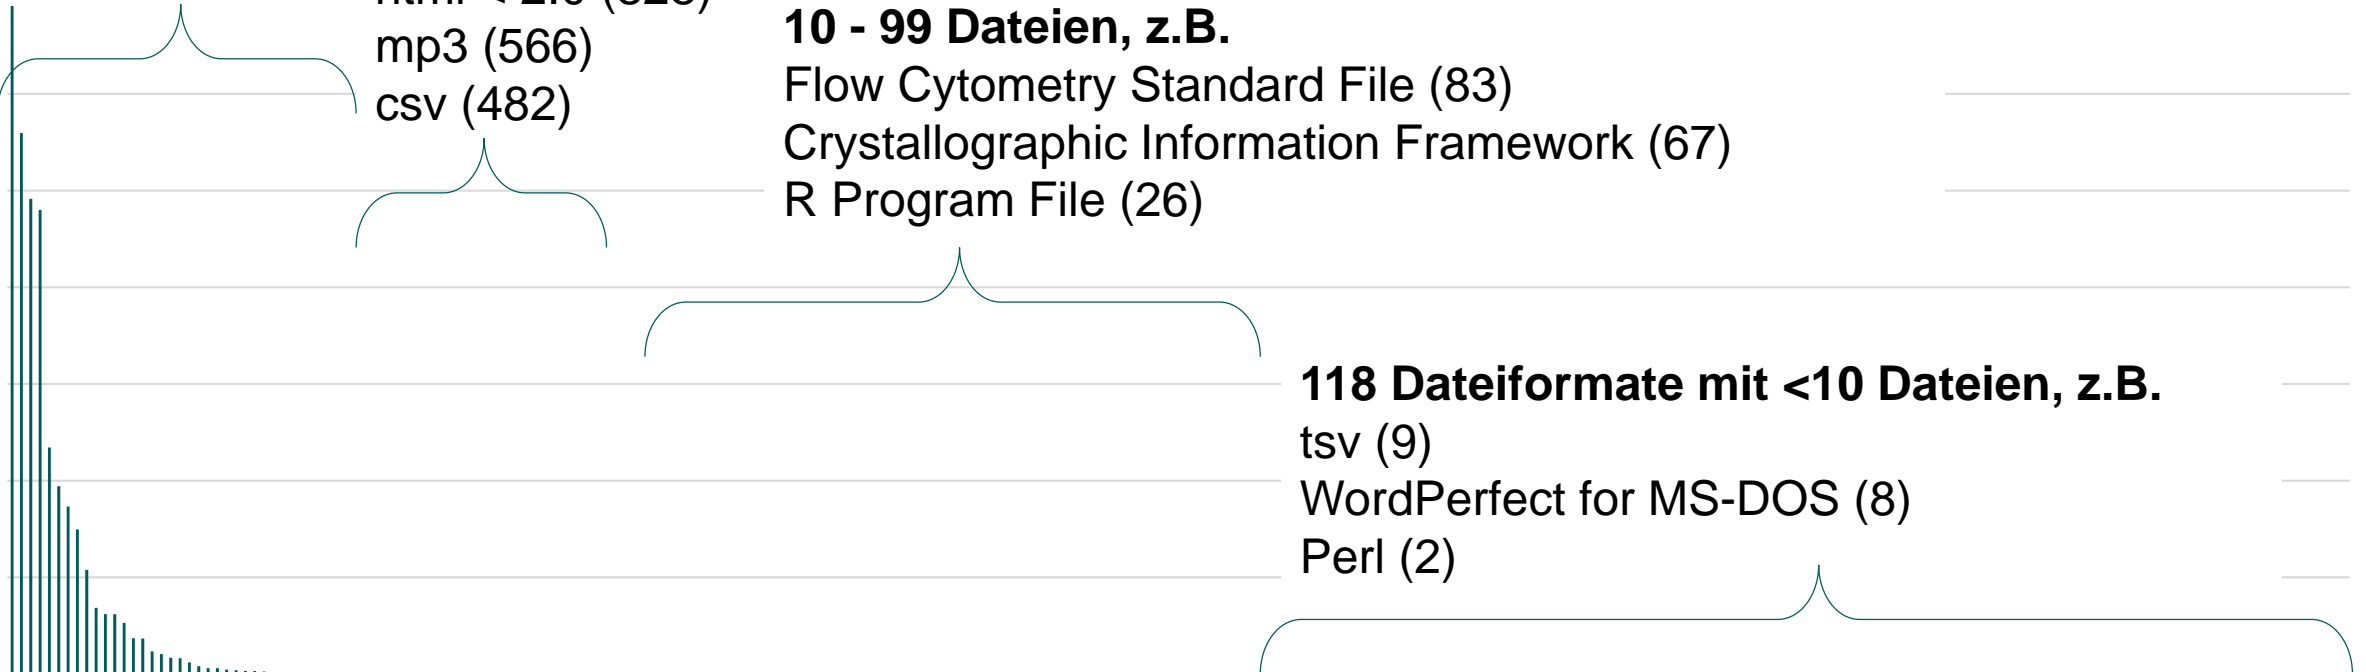 mp3 (566)
csv (482)
10 - 99 Dateien, z.B.
Flow Cytometry Standard File (83)
Crystallographic Information Framework (67)
R Program File (26)
118 Dateiformate mit <10 Dateien, z.B.
tsv (9)
WordPerfect for MS-DOS (8)
Perl (2)